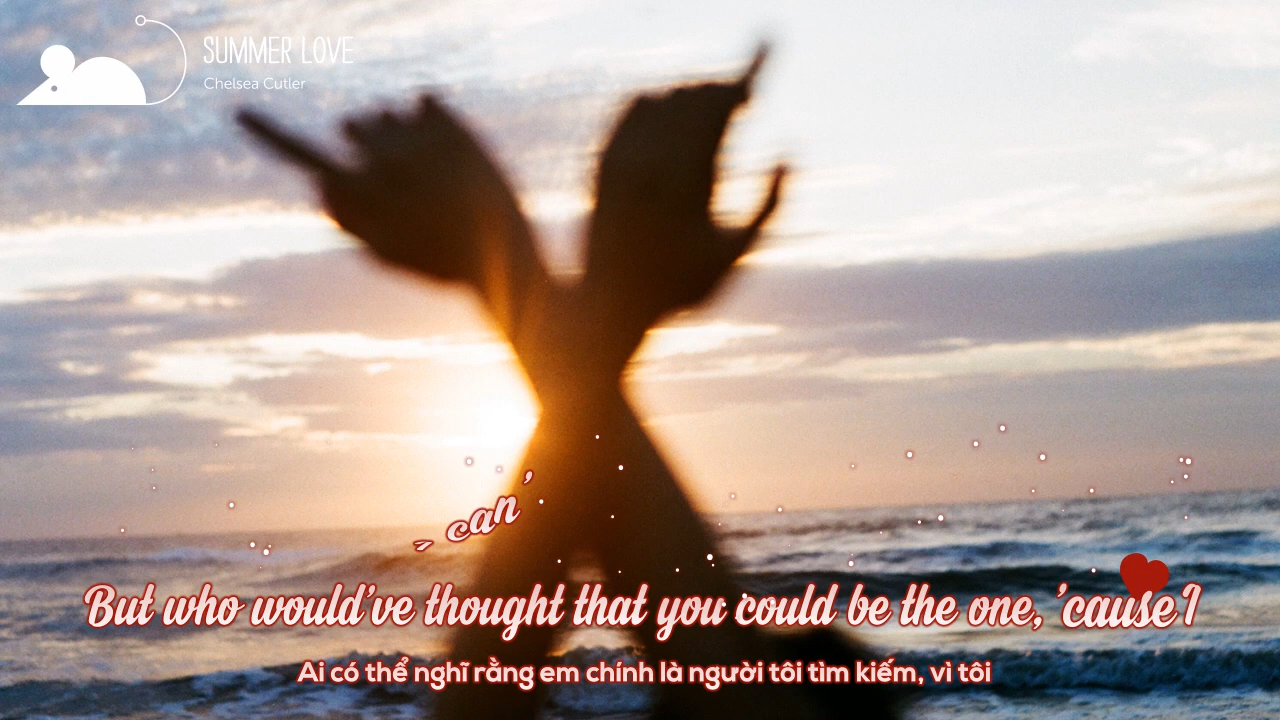 SUMMER LOVE
Chelsea Cutler
can'
But who would've thought that you could be the one, 'cause I
Ai có thể nghĩ rằng em chính là người tôi tìm kiếm, vì tôi